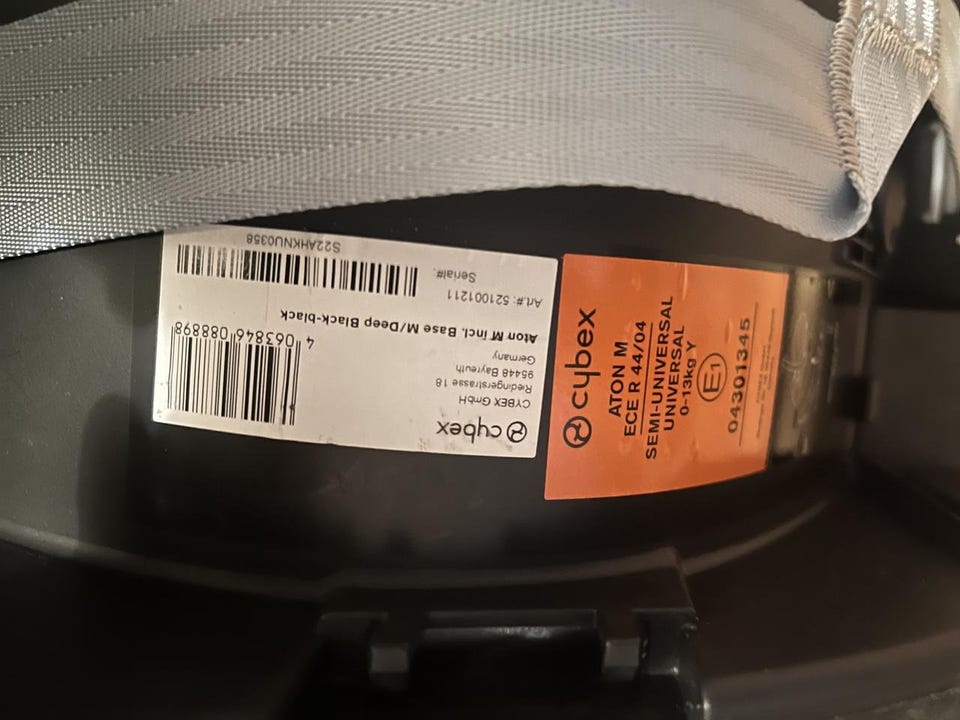 cybex
CYBEX GmbH
Riedingerstrasse 18
95448 Bayreuth
Germany
Aton M incl. Base M/Deep Black-black
Art.#: 521001211
Serial#:
S22AHKNU0358
4 063846 088898
cybex
ATON M
ECE R 44/04
SEMI-UNIVERSAL
UNIVERSAL
0-13kg Y
E1
04301345